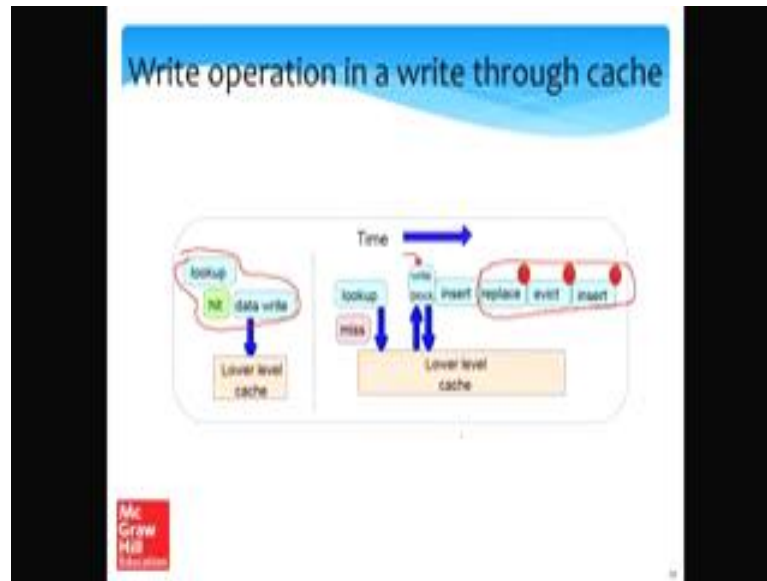 Write operation in a write through cache
Time
lookup
hit data write
Lower level
cache
lookup
miss
write
block
insert
replace
evict
insert
Lower level
cache
Mc
Graw
Hill
Education